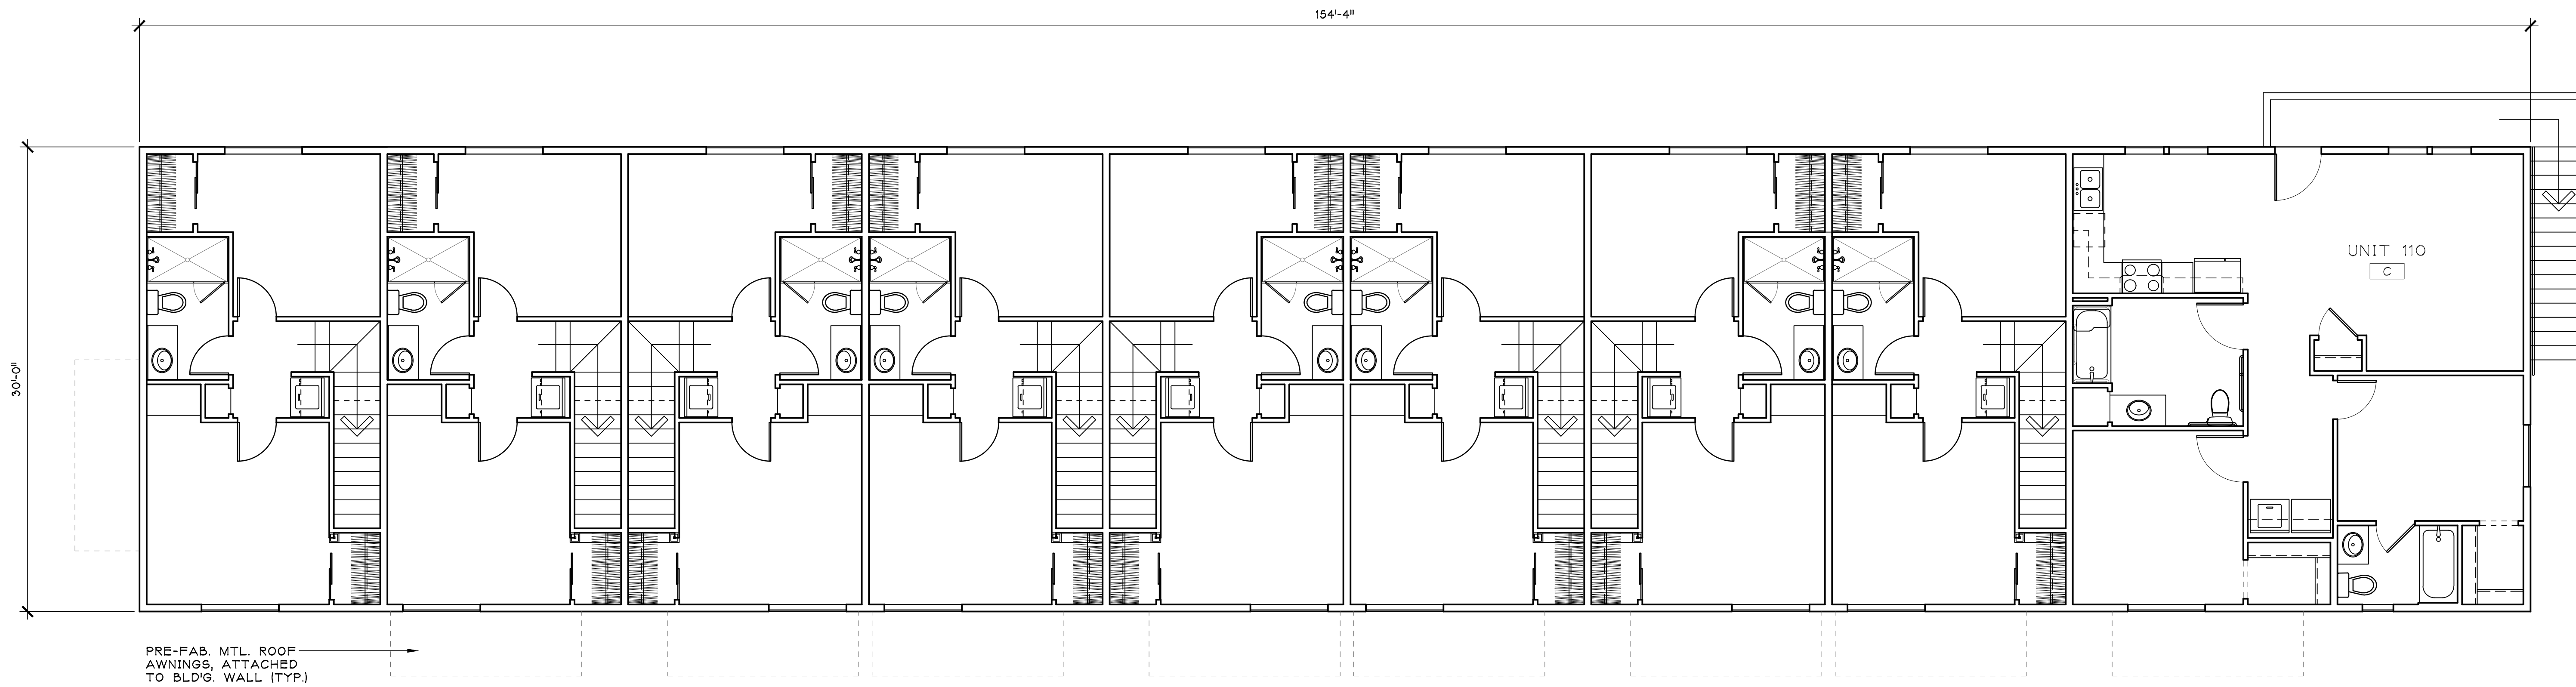 154'-4"
30'-0"
UNIT 110
C
PRE-FAB. MTL. ROOF
AWNINGS, ATTACHED
TO BLD'G. WALL (TYP.)